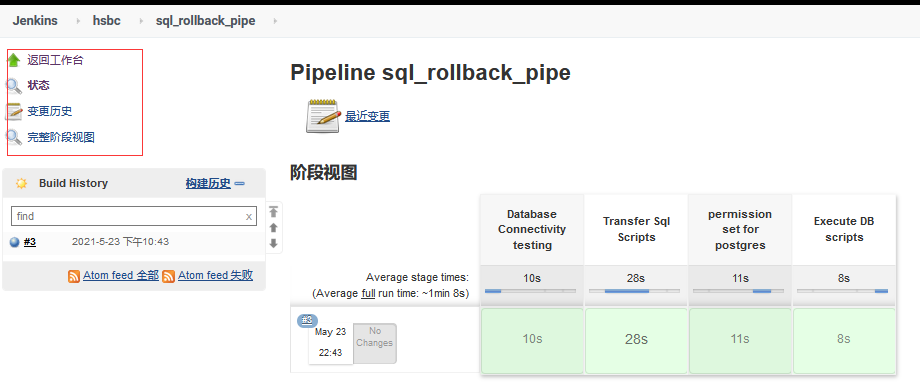 Jenkins hsbc sql_rollback_pipe
返回工作台
状态
变更历史
完整阶段视图
Build History 构建历史
find x
#3 2021-5-23 下午10:43
Atom feed 全部 Atom feed 失败
Pipeline sql_rollback_pipe
最近变更
阶段视图
Database
Connectivity
testing
Transfer Sql
Scripts
permission
set for
postgres
Execute DB
scripts
Average stage times:
(Average full run time: ~1min 8s)
10s 28s 11s 8s
#3
May 23
22:43
No
Changes
10s 28s 11s 8s